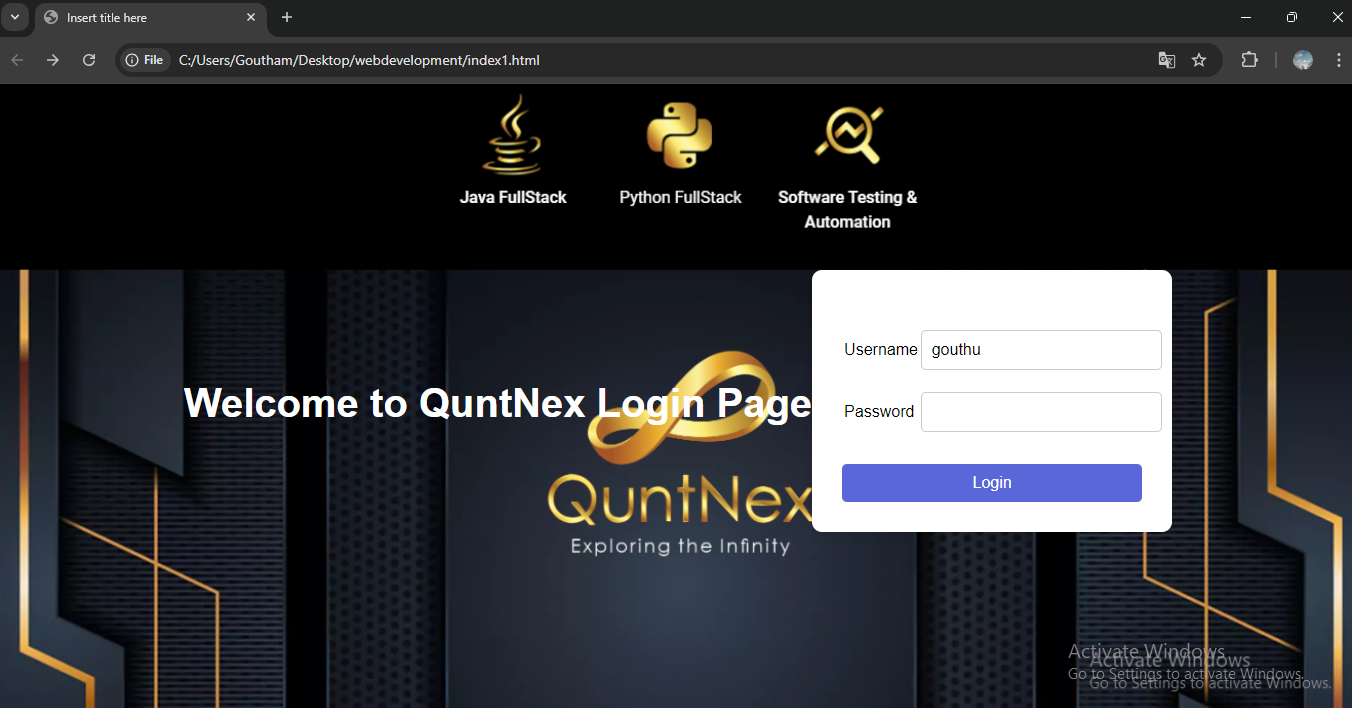 Insert title here
File C:/Users/Goutham/Desktop/webdevelopment/index1.html
Java FullStack
Python FullStack
Software Testing &
Automation
Welcome to QuntNex Login Page
QuntNex
Exploring the Infinity
Username gouthu
Password
Login
Activate Windows
Go to Settings to activate Windows.
Activate Windows
Go to Settings to activate Windows.